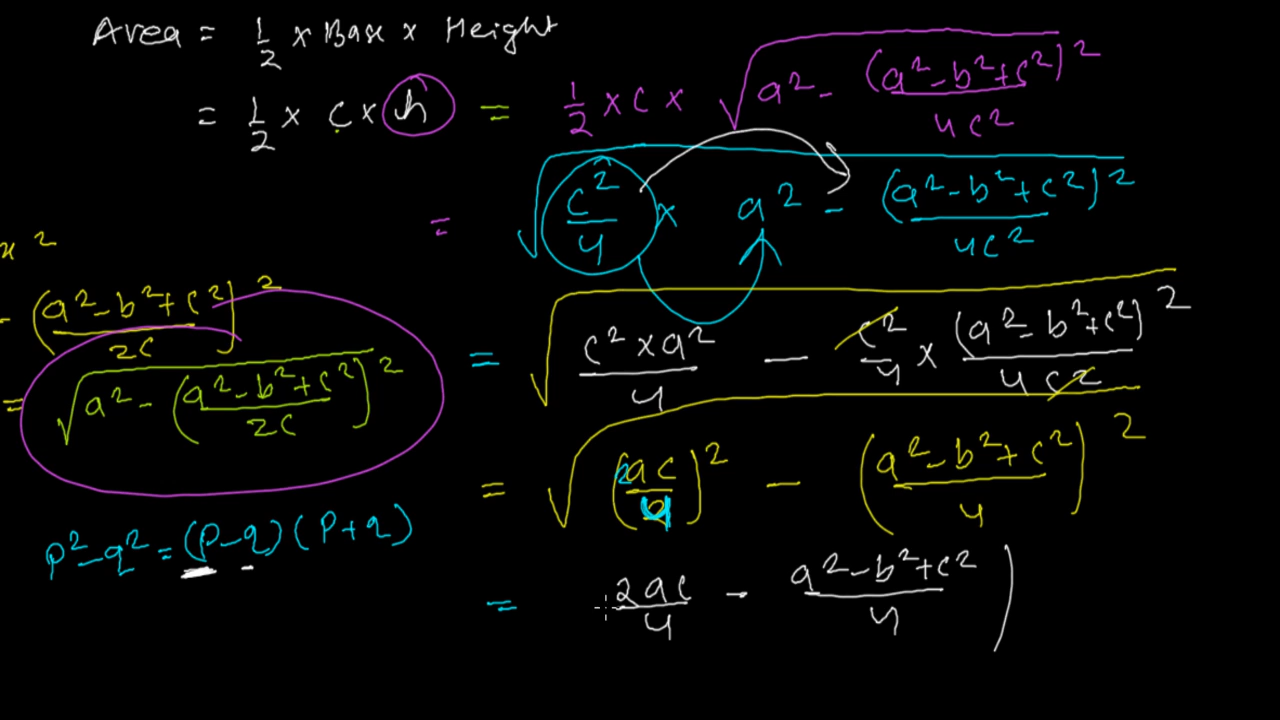 Area = 1/2 × Base × Height
= 1/2 × c × h = 1/2 × c × √(a² - (a² - b² + c²)²/4c²)
= √(c²/4 × a² - (a² - b² + c²)²/4c²)
x²
- ((a² - b² + c²)/2c)²
= √(a² - ((a² - b² + c²)/2c)²)
= √((c² × a²)/4 - c²/4 × (a² - b² + c²)²/4c²)
= √((2ac/4)² - ((a² - b² + c²)/4)²)
p² - q² = (p - q)(p + q)
= 2ac/4 - (a² - b² + c²)/4)